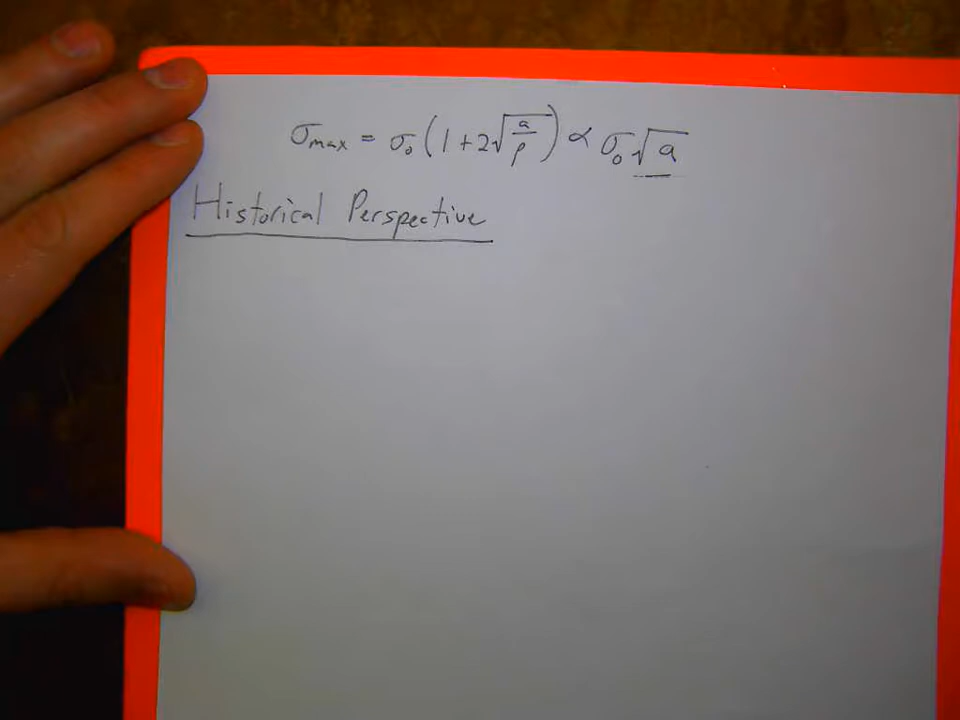 σmax = σ₀ (1 + 2√(a/ρ)) ∝ σ₀√a
Historical Perspective